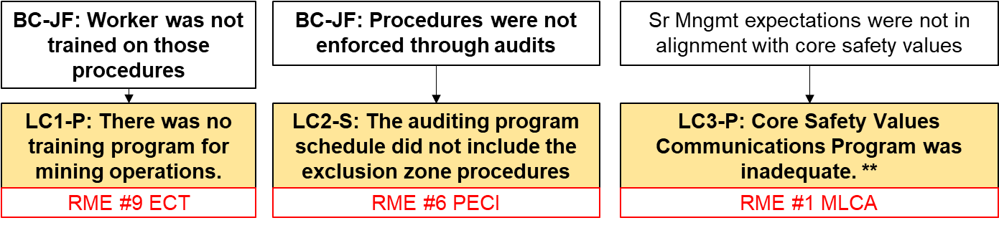 BC-JF: Worker was not
trained on those
procedures
LC1-P: There was no
training program for
mining operations.
RME #9 ECT
BC-JF: Procedures were not
enforced through audits
LC2-S: The auditing program
schedule did not include the
exclusion zone procedures
RME #6 PECI
Sr Mngmt expectations were not in
alignment with core safety values
LC3-P: Core Safety Values
Communications Program was
inadequate. **
RME #1 MLCA